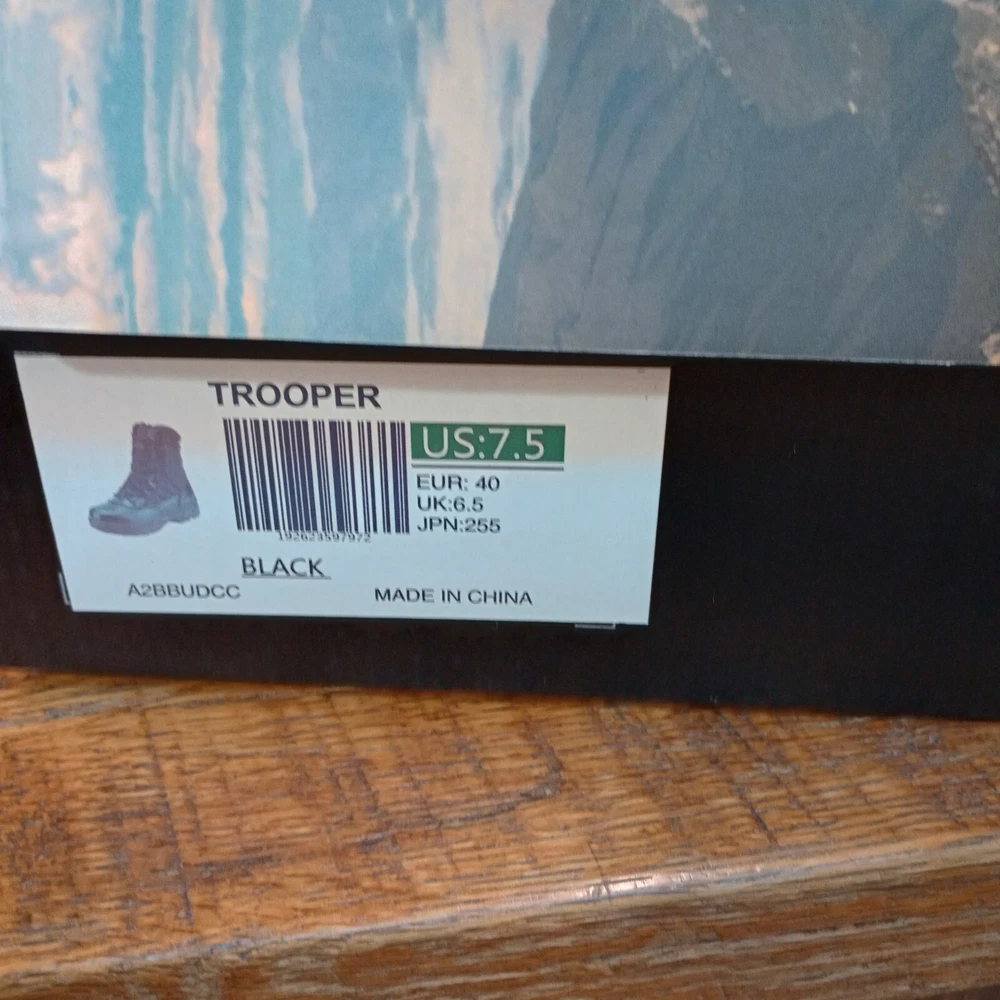 TROOPER
US:7.5
EUR: 40
UK:6.5
JPN:255
192623597972
BLACK
A2BBUDCC
MADE IN CHINA